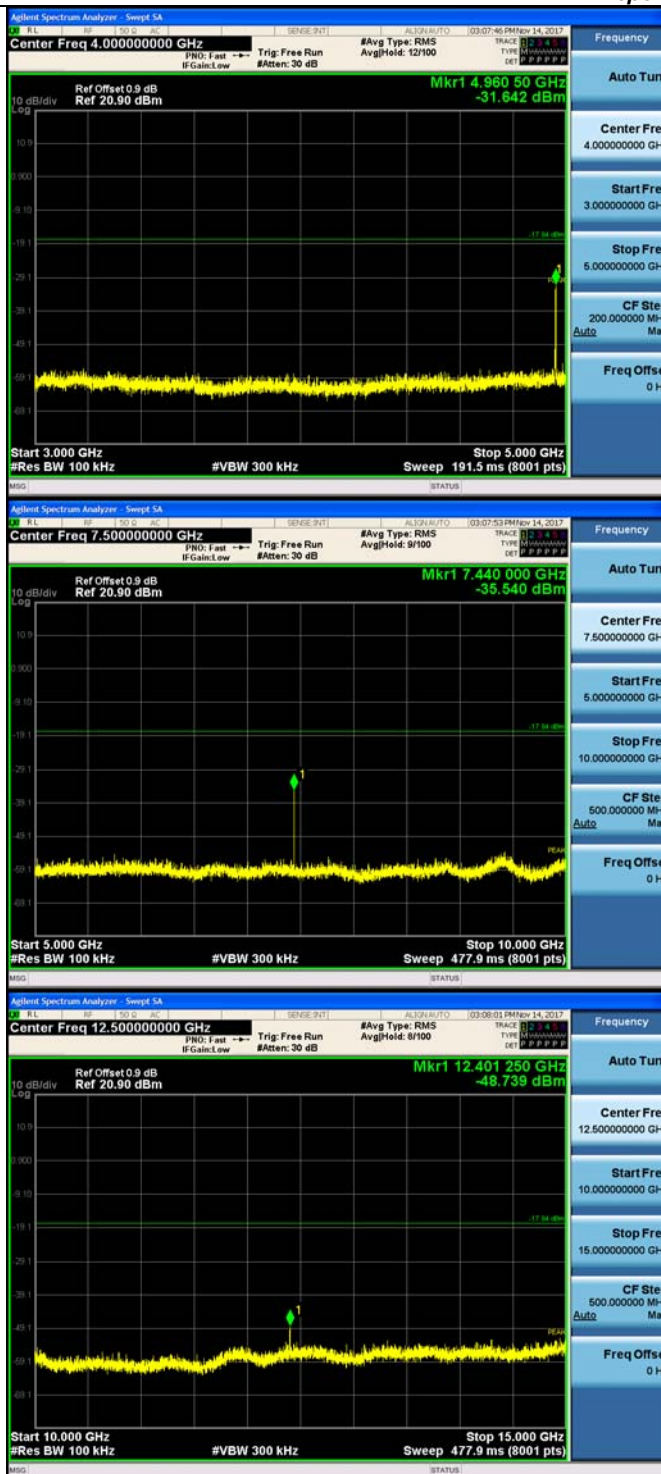 Agilent Spectrum Analyzer - Swept SA
RL RF 50 Ω AC SENSE:INT ALIGN AUTO 03:07:46 PM Nov 14, 2017
Center Freq 4.000000000 GHz
PNO: Fast
IFGain:Low
Trig: Free Run
#Atten: 30 dB
#Avg Type: RMS
Avg|Hold: 12/100
TRACE 1 2 3 4 5 6
TYPE
DET P P P P P P
Frequency
Auto Tun
Mkr1 4.960 50 GHz
-31.642 dBm
Ref Offset 0.9 dB
10 dB/div Ref 20.90 dBm
Log
10.9
0.900
-9.10
-19.1
-29.1
-39.1
-49.1
-59.1
-69.1
-17.84 dBm
1
PEAK
Start 3.000 GHz
Stop 5.000 GHz
#Res BW 100 kHz #VBW 300 kHz Sweep 191.5 ms (8001 pts)
MSG STATUS
Center Fre
4.000000000 GH
Start Fre
3.000000000 GH
Stop Fre
5.000000000 GH
CF Ste
200.000000 MH
Auto Ma
Freq Offse
0 H
Agilent Spectrum Analyzer - Swept SA
RL RF 50 Ω AC SENSE:INT ALIGN AUTO 03:07:53 PM Nov 14, 2017
Center Freq 7.500000000 GHz
PNO: Fast
IFGain:Low
Trig: Free Run
#Atten: 30 dB
#Avg Type: RMS
Avg|Hold: 9/100
TRACE 1 2 3 4 5 6
TYPE
DET P P P P P P
Frequency
Auto Tun
Mkr1 7.440 000 GHz
-35.540 dBm
Ref Offset 0.9 dB
10 dB/div Ref 20.90 dBm
Log
10.9
0.900
-9.10
-19.1
-29.1
-39.1
-49.1
-59.1
-69.1
-17.84 dBm
1
PEAK
Start 5.000 GHz
Stop 10.000 GHz
#Res BW 100 kHz #VBW 300 kHz Sweep 477.9 ms (8001 pts)
MSG STATUS
Center Fre
7.500000000 GH
Start Fre
5.000000000 GH
Stop Fre
10.000000000 GH
CF Ste
500.000000 MH
Auto Ma
Freq Offse
0 H
Agilent Spectrum Analyzer - Swept SA
RL RF 50 Ω AC SENSE:INT ALIGN AUTO 03:08:01 PM Nov 14, 2017
Center Freq 12.500000000 GHz
PNO: Fast
IFGain:Low
Trig: Free Run
#Atten: 30 dB
#Avg Type: RMS
Avg|Hold: 8/100
TRACE 1 2 3 4 5 6
TYPE
DET P P P P P P
Frequency
Auto Tun
Mkr1 12.401 250 GHz
-48.739 dBm
Ref Offset 0.9 dB
10 dB/div Ref 20.90 dBm
Log
10.9
0.900
-9.10
-19.1
-29.1
-39.1
-49.1
-59.1
-69.1
-17.84 dBm
1
PEAK
Start 10.000 GHz
Stop 15.000 GHz
#Res BW 100 kHz #VBW 300 kHz Sweep 477.9 ms (8001 pts)
MSG STATUS
Center Fre
12.500000000 GH
Start Fre
10.000000000 GH
Stop Fre
15.000000000 GH
CF Ste
500.000000 MH
Auto Ma
Freq Offse
0 H